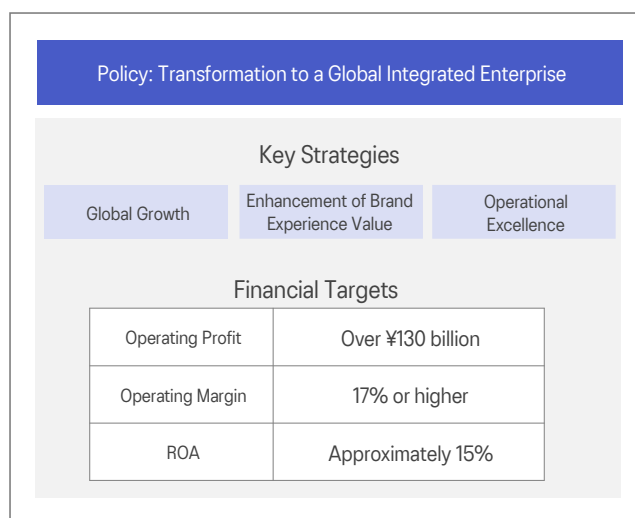 Policy: Transformation to a Global Integrated Enterprise
Key Strategies
Global Growth
Enhancement of Brand
Experience Value
Operational
Excellence
Financial Targets
Operating Profit
Over ¥130 billion
Operating Margin
17% or higher
ROA
Approximately 15%